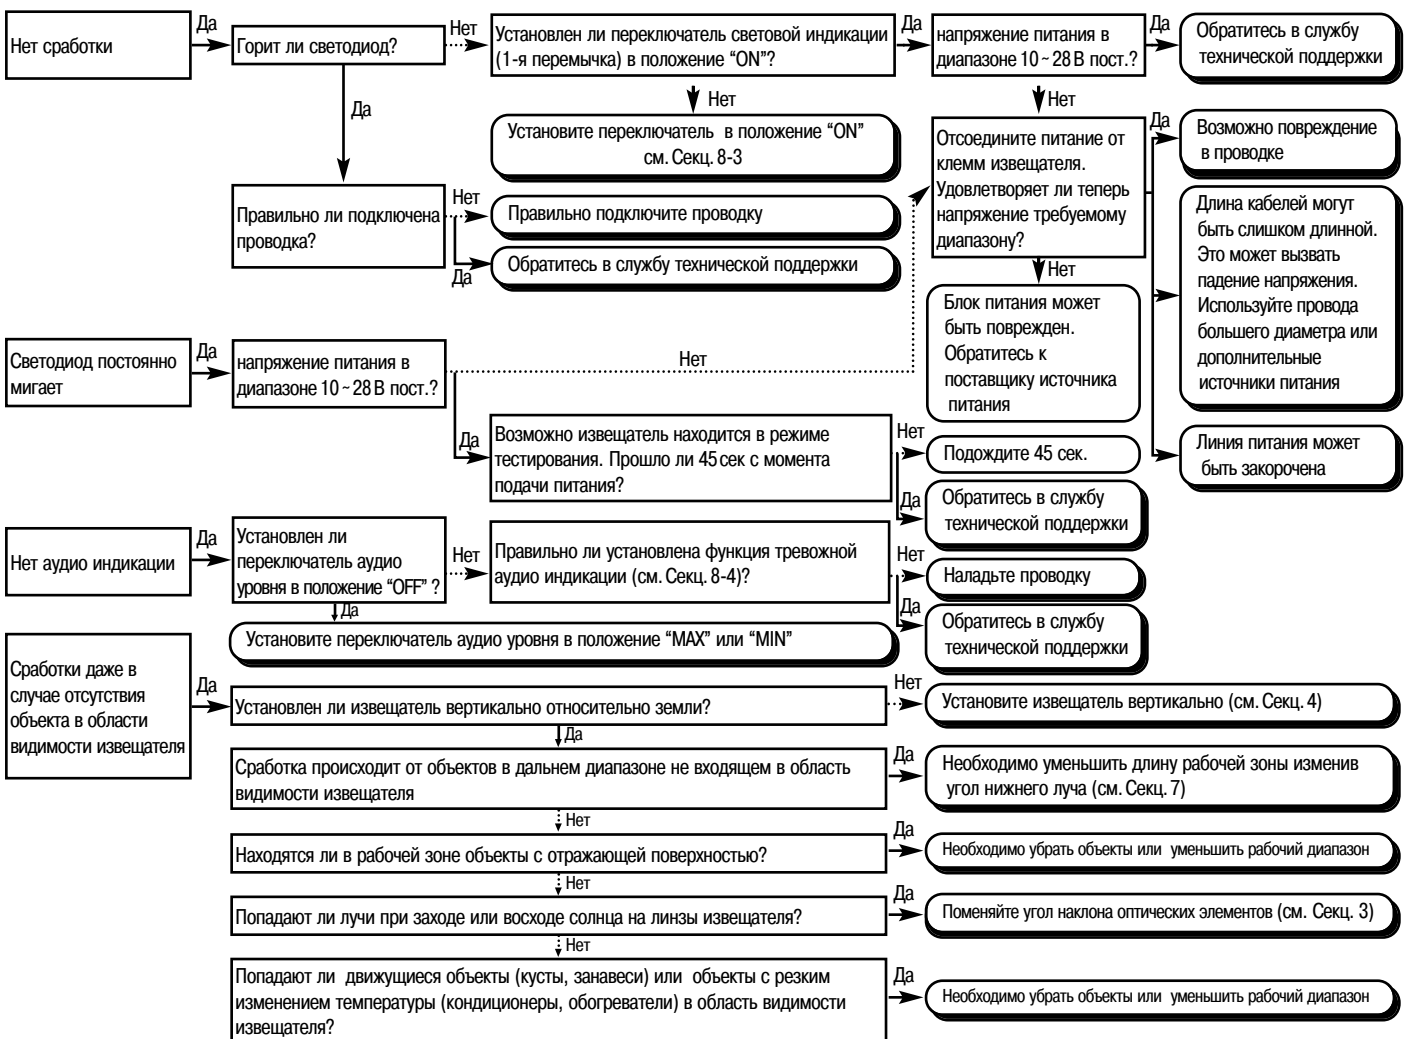 Нет сработки
Да
Горит ли светодиод?
Нет
Установлен ли переключатель световой индикации
(1-я перемычка) в положение “ON”?
Да
напряжение питания в
диапазоне 10 ~ 28 В пост.?
Да
Обратитесь в службу
технической поддержки
Да
Нет
Установите переключатель в положение “ON”
см. Секц. 8-3
Нет
Отсоедините питание от
клемм извещателя.
Удовлетворяет ли теперь
напряжение требуемому
диапазону?
Да
Возможно повреждение
в проводке
Длина кабелей могут
быть слишком длинной.
Это может вызвать
падение напряжения.
Используйте провода
большего диаметра или
дополнительные
источники питания
Линия питания может
быть закорочена
Нет
Блок питания может
быть поврежден.
Обратитесь к
поставщику источника
питания
Правильно ли подключена
проводка?
Нет
Правильно подключите проводку
Да
Обратитесь в службу технической поддержки
Светодиод постоянно
мигает
Да
напряжение питания в
диапазоне 10 ~ 28 В пост.?
Нет
Да
Возможно извещатель находится в режиме
тестирования. Прошло ли 45 сек с момента
подачи питания?
Нет
Подождите 45 сек.
Да
Обратитесь в службу
технической поддержки
Нет аудио индикации
Да
Установлен ли
переключатель аудио
уровня в положение “OFF” ?
Нет
Правильно ли установлена функция тревожной
аудио индикации (см. Секц. 8-4)?
Нет
Наладьте проводку
Да
Обратитесь в службу
технической поддержки
Да
Установите переключатель аудио уровня в положение “MAX” или “MIN”
Сработки даже в
случае отсутствия
объекта в области
видимости извещателя
Да
Установлен ли извещатель вертикально относительно земли?
Нет
Установите извещатель вертикально (см. Секц. 4)
Да
Сработка происходит от объектов в дальнем диапазоне не входящем в область
видимости извещателя
Да
Необходимо уменьшить длину рабочей зоны изменив
угол нижнего луча (см. Секц. 7)
Нет
Находятся ли в рабочей зоне объекты с отражающей поверхностью?
Да
Необходимо убрать объекты или уменьшить рабочий диапазон
Нет
Попадают ли лучи при заходе или восходе солнца на линзы извещателя?
Да
Поменяйте угол наклона оптических элементов (см. Секц. 3)
Нет
Попадают ли движущиеся объекты (кусты, занавеси) или объекты с резким
изменением температуры (кондиционеры, обогреватели) в область видимости
извещателя?
Да
Необходимо убрать объекты или уменьшить рабочий диапазон